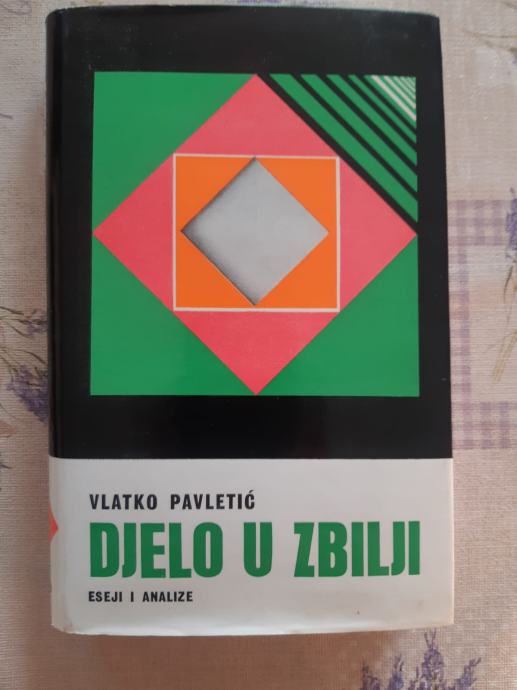 VLATKO PAVLETIĆ
DJELO U ZBILJI
ESEJI I ANALIZE